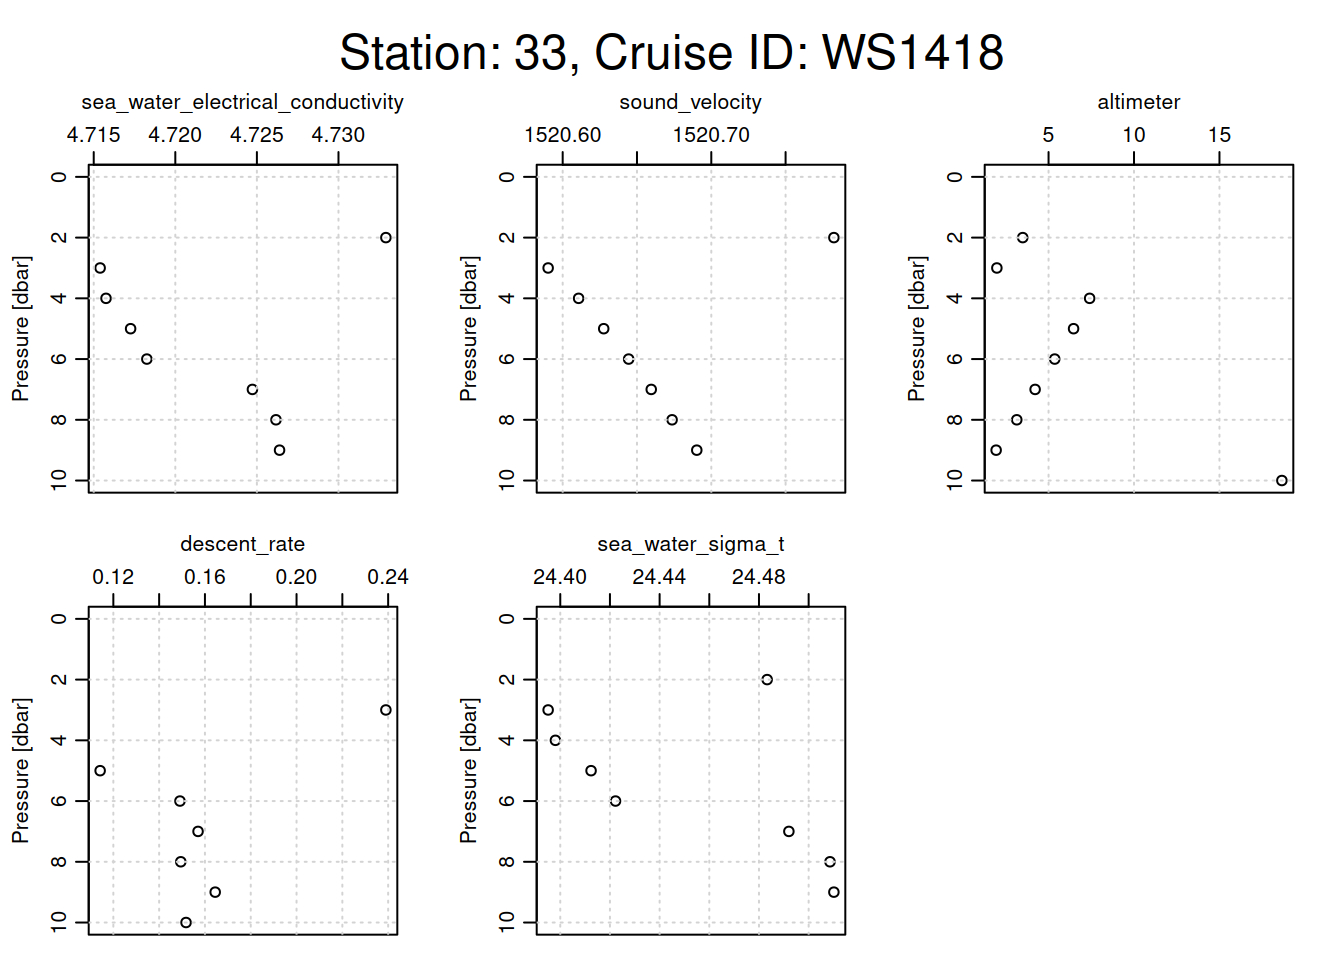 Station: 33, Cruise ID: WS1418
sea_water_electrical_conductivity
4.715 4.720 4.725 4.730
Pressure [dbar]
0
2
4
6
8
10
sound_velocity
1520.60 1520.70
Pressure [dbar]
0
2
4
6
8
10
altimeter
5 10 15
Pressure [dbar]
0
2
4
6
8
10
descent_rate
0.12 0.16 0.20 0.24
Pressure [dbar]
0
2
4
6
8
10
sea_water_sigma_t
24.40 24.44 24.48
Pressure [dbar]
0
2
4
6
8
10